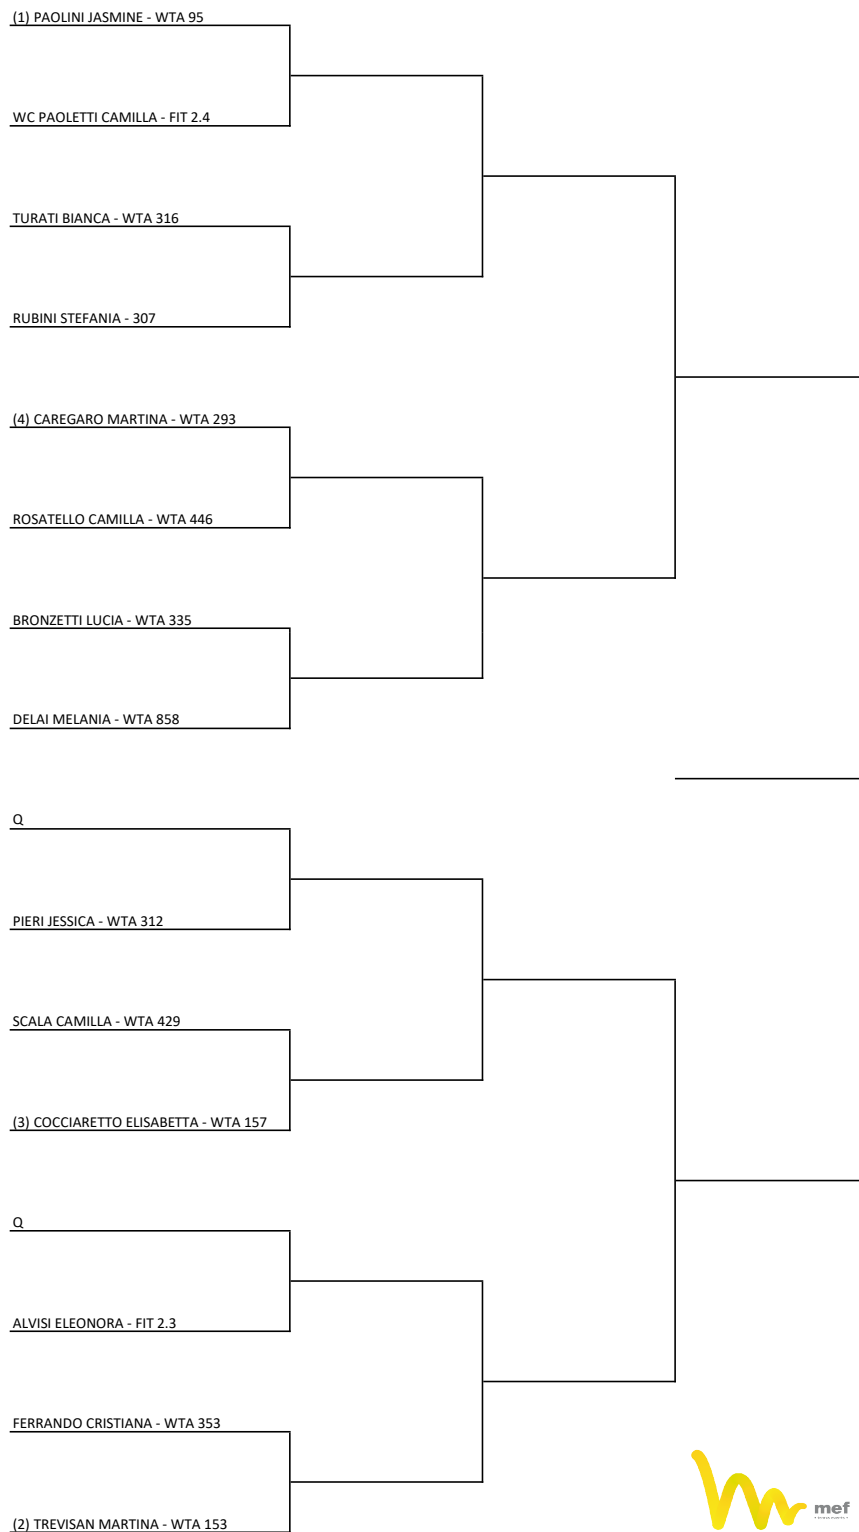 (1) PAOLINI JASMINE - WTA 95
WC PAOLETTI CAMILLA - FIT 2.4
TURATI BIANCA - WTA 316
RUBINI STEFANIA - 307
(4) CAREGARO MARTINA - WTA 293
ROSATELLO CAMILLA - WTA 446
BRONZETTI LUCIA - WTA 335
DELAI MELANIA - WTA 858
Q
PIERI JESSICA - WTA 312
SCALA CAMILLA - WTA 429
(3) COCCIARETTO ELISABETTA - WTA 157
Q
ALVISI ELEONORA - FIT 2.3
FERRANDO CRISTIANA - WTA 353
(2) TREVISAN MARTINA - WTA 153
mef